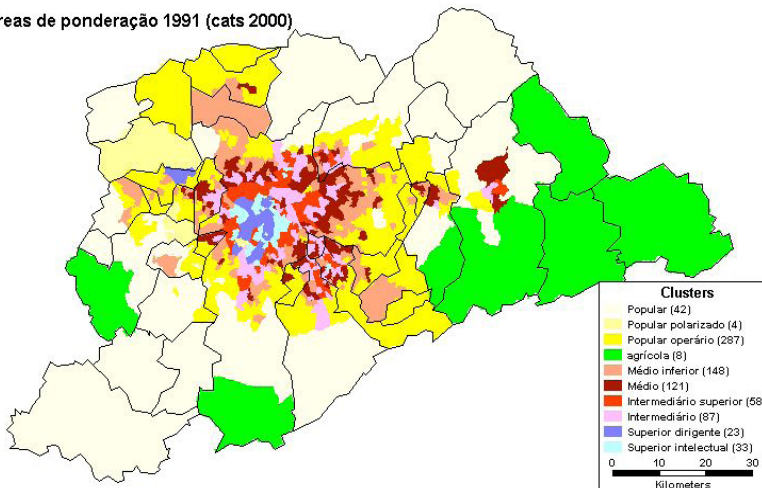 reas de ponderação 1991 (cats 2000)
Clusters
Popular (42)
Popular polarizado (4)
Popular operário (287)
agrícola (8)
Médio inferior (148)
Médio (121)
Intermediário superior (58
Intermediário (87)
Superior dirigente (23)
Superior intelectual (33)
0 10 20 30
Kilometers